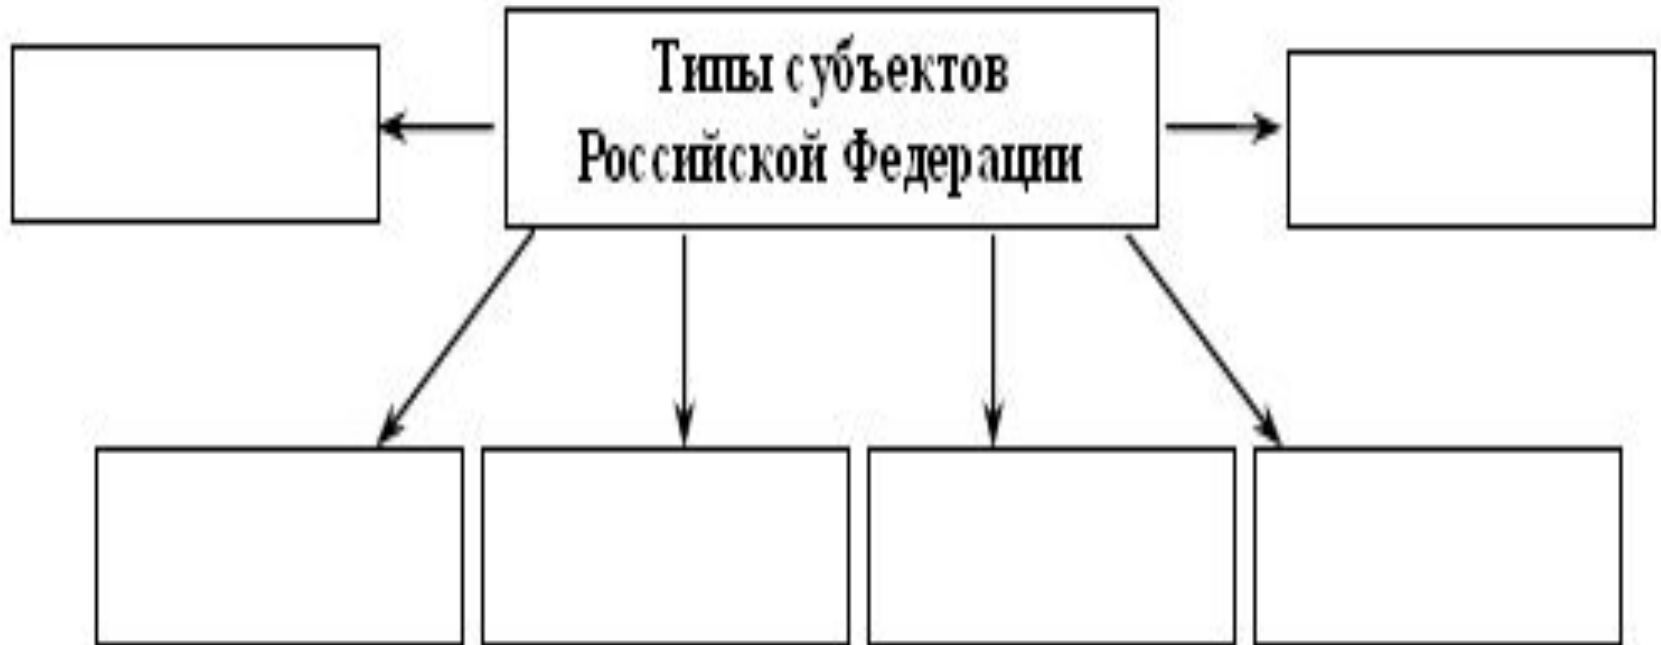 Типы субъектов
Российской Федерации